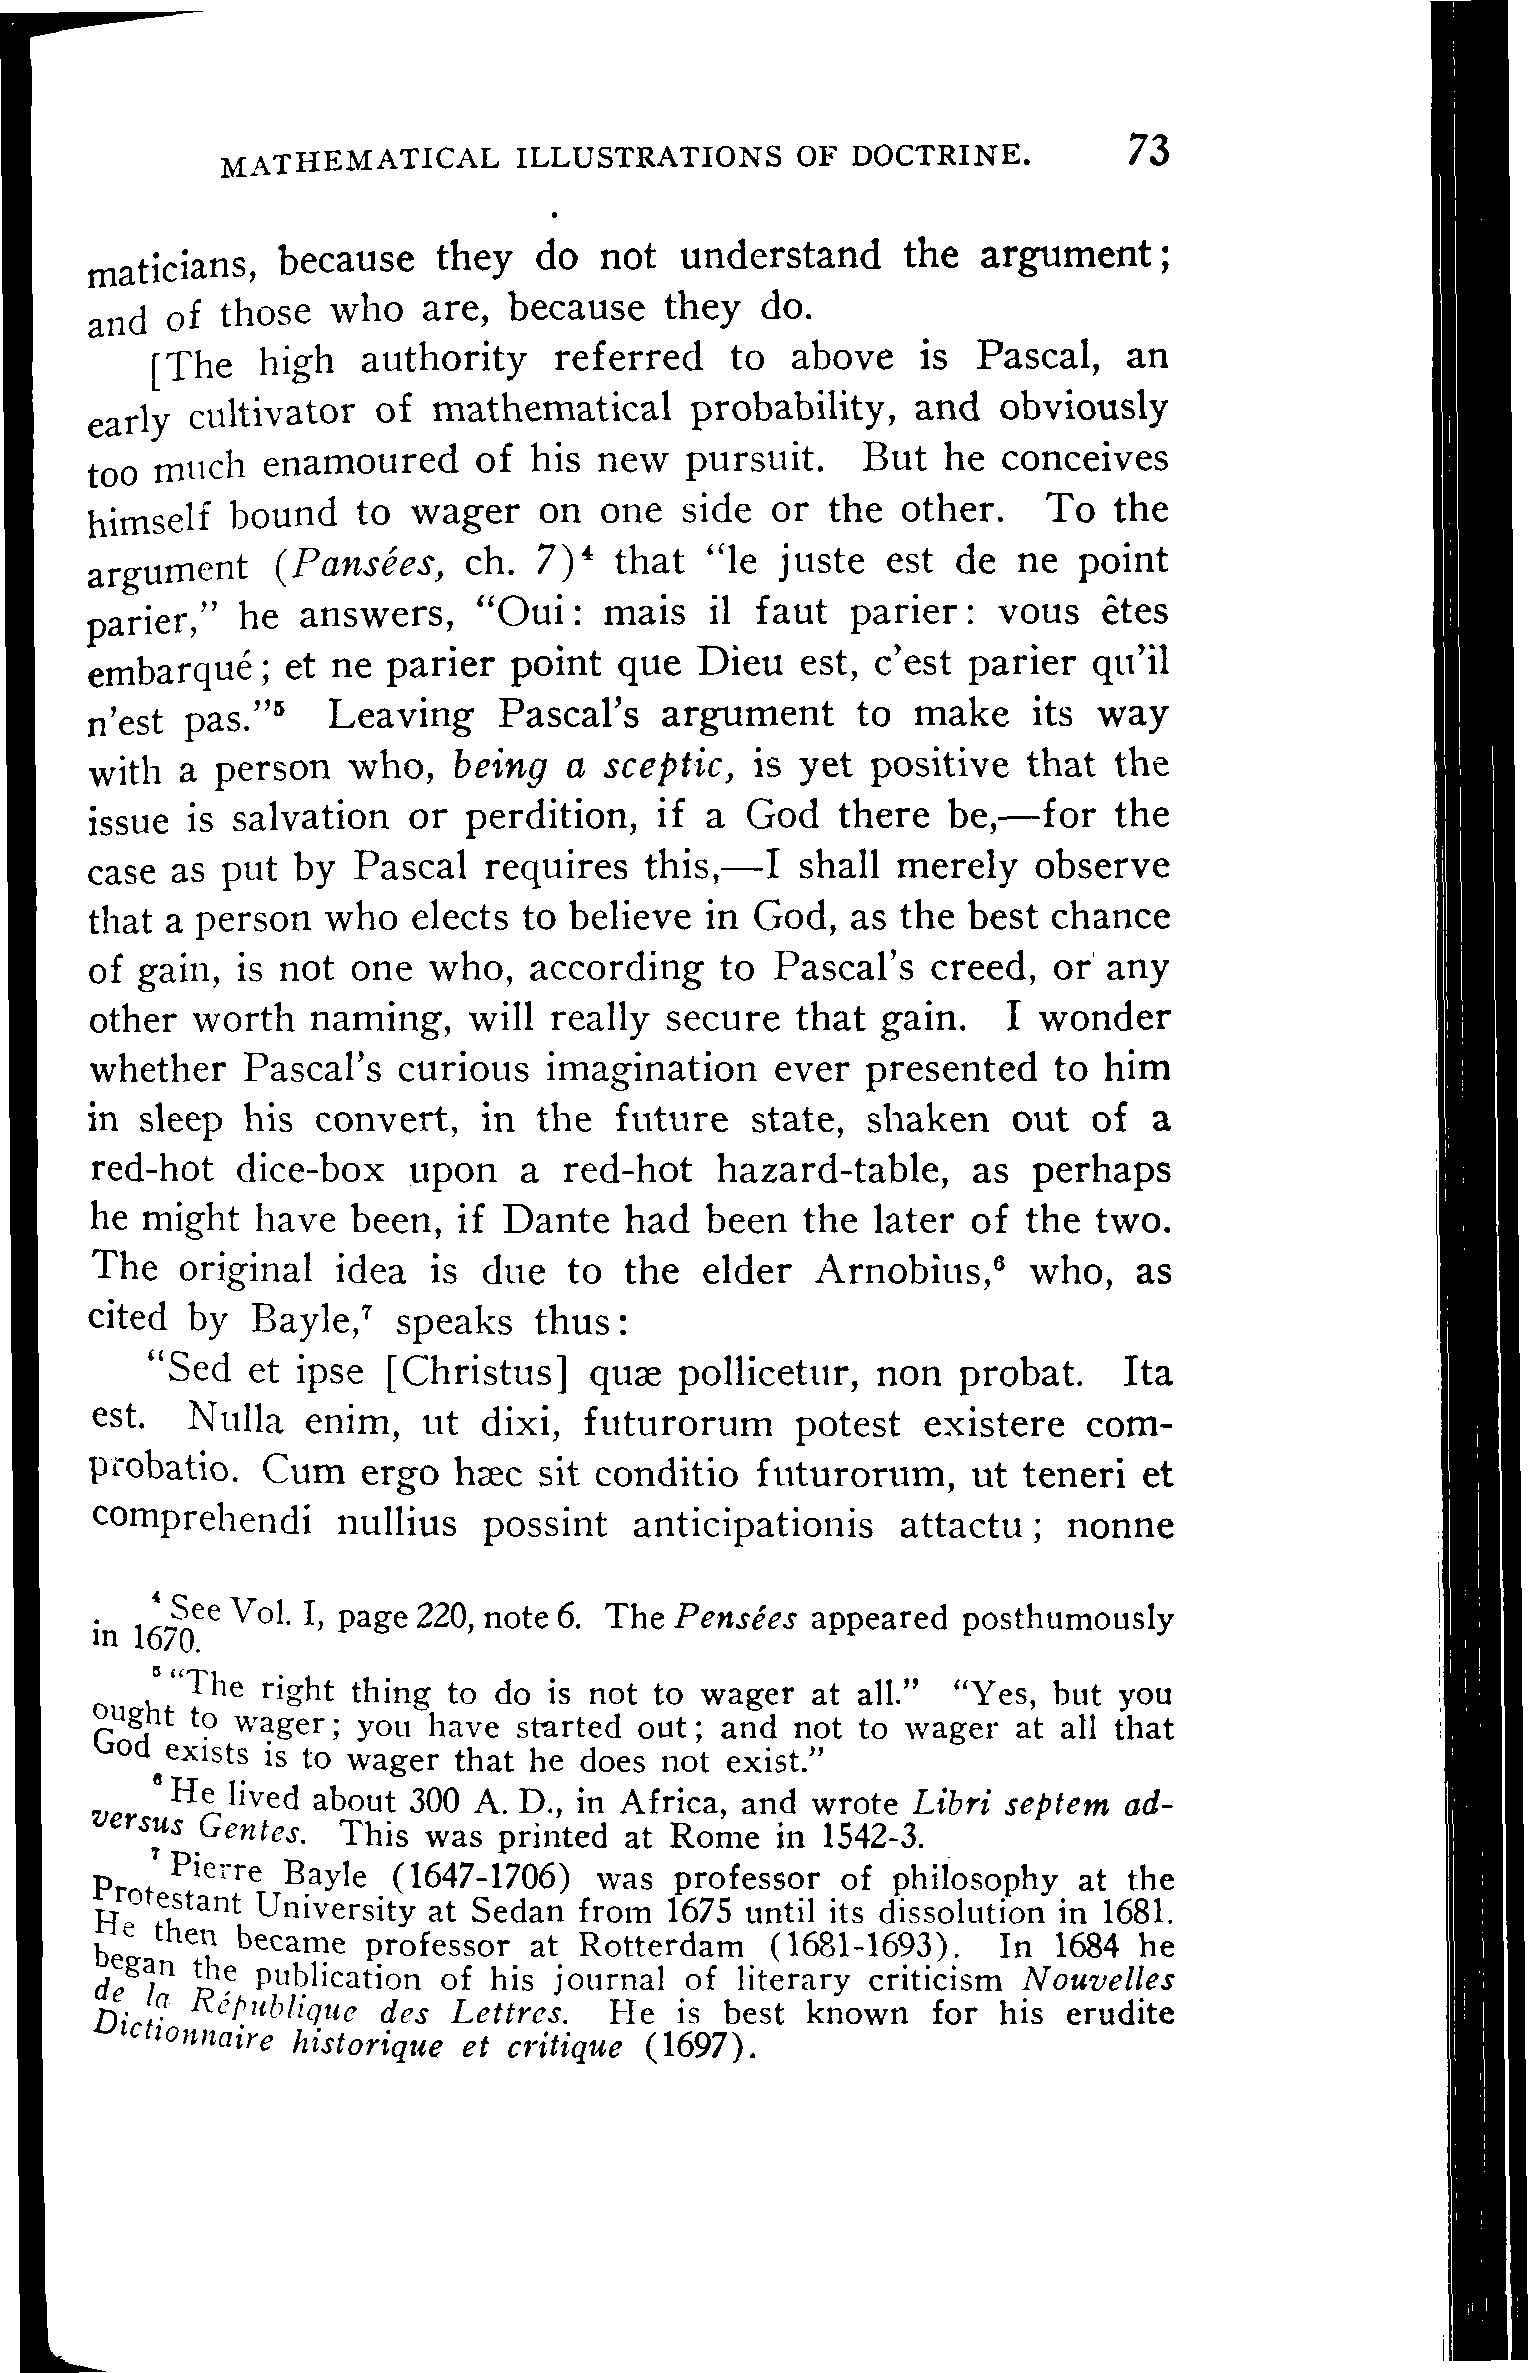 MATHEMATICAL ILLUSTRATIONS OF DOCTRINE. 73
maticians, because they do not understand the argument;
and of those who are, because they do.
[The high authority referred to above is Pascal, an
early cultivator of mathematical probability, and obviously
too much enamoured of his new pursuit. But he conceives
himself bound to wager on one side or the other. To the
argument (Pansées, ch. 7)⁴ that “le juste est de ne point
parier,” he answers, “Oui: mais il faut parier: vous êtes
embarqué; et ne parier point que Dieu est, c’est parier qu’il
n’est pas.”⁵ Leaving Pascal’s argument to make its way
with a person who, being a sceptic, is yet positive that the
issue is salvation or perdition, if a God there be,—for the
case as put by Pascal requires this,—I shall merely observe
that a person who elects to believe in God, as the best chance
of gain, is not one who, according to Pascal’s creed, or any
other worth naming, will really secure that gain. I wonder
whether Pascal’s curious imagination ever presented to him
in sleep his convert, in the future state, shaken out of a
red-hot dice-box upon a red-hot hazard-table, as perhaps
he might have been, if Dante had been the later of the two.
The original idea is due to the elder Arnobius,⁶ who, as
cited by Bayle,⁷ speaks thus:
“Sed et ipse [Christus] quæ pollicetur, non probat. Ita
est. Nulla enim, ut dixi, futurorum potest existere com-
probatio. Cum ergo hæc sit conditio futurorum, ut teneri et
comprehendi nullius possint anticipationis attactu; nonne
⁴ See Vol. I, page 220, note 6. The Pensées appeared posthumously
in 1670.
⁵ “The right thing to do is not to wager at all.” “Yes, but you
ought to wager; you have started out; and not to wager at all that
God exists is to wager that he does not exist.”
⁶ He lived about 300 A. D., in Africa, and wrote Libri septem ad-
versus Gentes. This was printed at Rome in 1542-3.
⁷ Pierre Bayle (1647-1706) was professor of philosophy at the
Protestant University at Sedan from 1675 until its dissolution in 1681.
He then became professor at Rotterdam (1681-1693). In 1684 he
began the publication of his journal of literary criticism Nouvelles
de la République des Lettres. He is best known for his erudite
Dictionnaire historique et critique (1697).